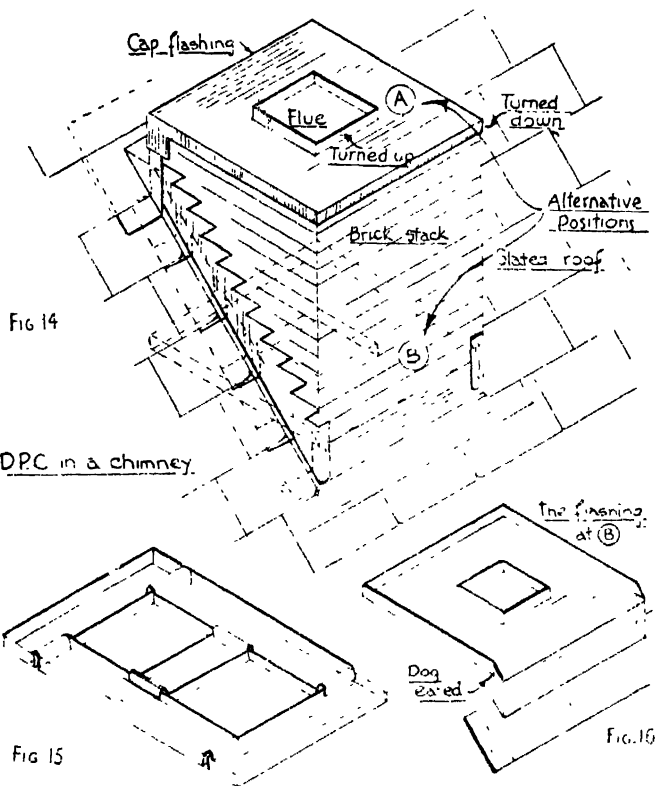 Cap flashing
Flue
A
Turned up
Turned down
Alternative
Positions
Brick stack
Slates roof
B
FIG 14
D.P.C in a chimney
The flashing
at B
Dog
eared
FIG 15
FIG.16